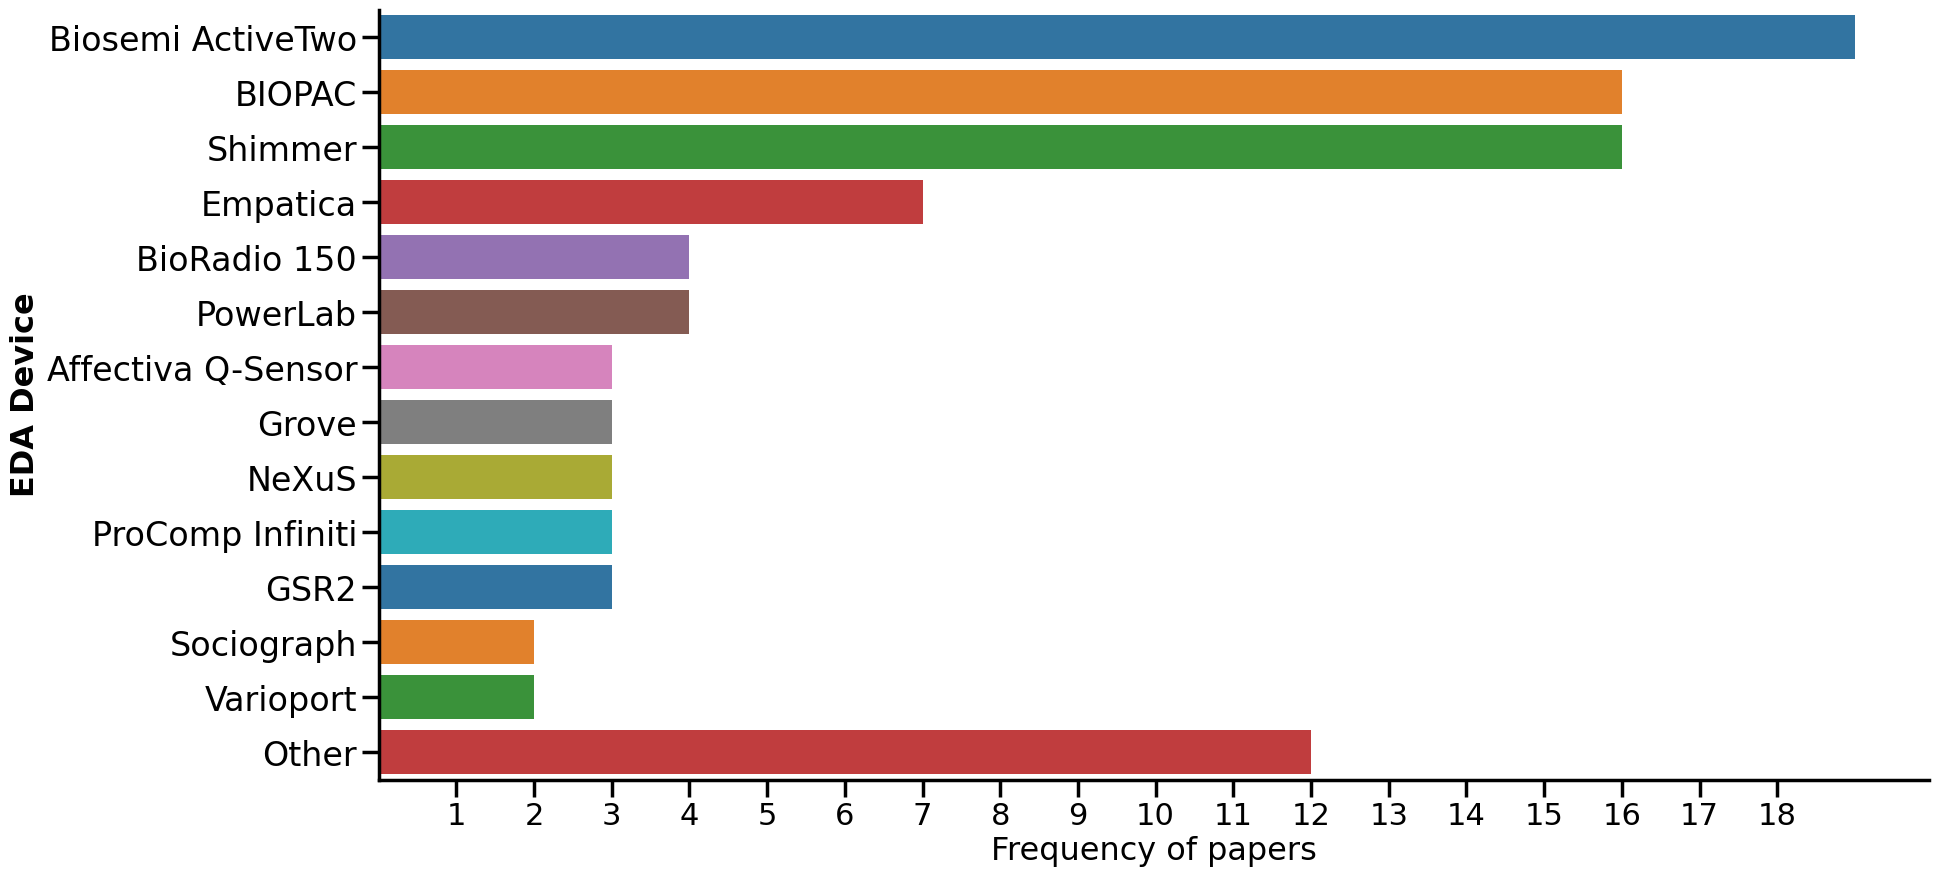 EDA Device
Biosemi ActiveTwo
BIOPAC
Shimmer
Empatica
BioRadio 150
PowerLab
Affectiva Q-Sensor
Grove
NeXuS
ProComp Infiniti
GSR2
Sociograph
Varioport
Other
1 2 3 4 5 6 7 8 9 10 11 12 13 14 15 16 17 18
Frequency of papers